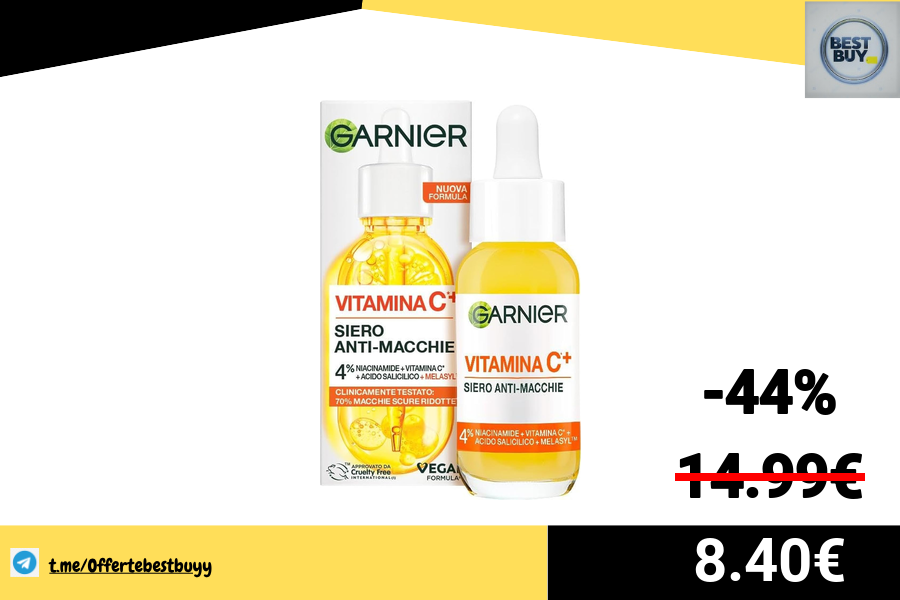 BEST
BUY
GARNIER
NUOVA
FORMULA
VITAMINA C*+
SIERO
ANTI-MACCHIE
4% NIACINAMIDE + VITAMINA C*
+ ACIDO SALICILICO + MELASYL
CLINICAMENTE TESTATO:
70% MACCHIE SCURE RIDOTTE
APPROVATO DA
Cruelty Free
INTERNATIONAL
VEGAN
FORMULA
GARNIER
VITAMINA C*+
SIERO ANTI-MACCHIE
4% NIACINAMIDE + VITAMINA C* +
ACIDO SALICILICO + MELASYL™
-44%
14.99€
t.me/Offertebestbuyy
8.40€